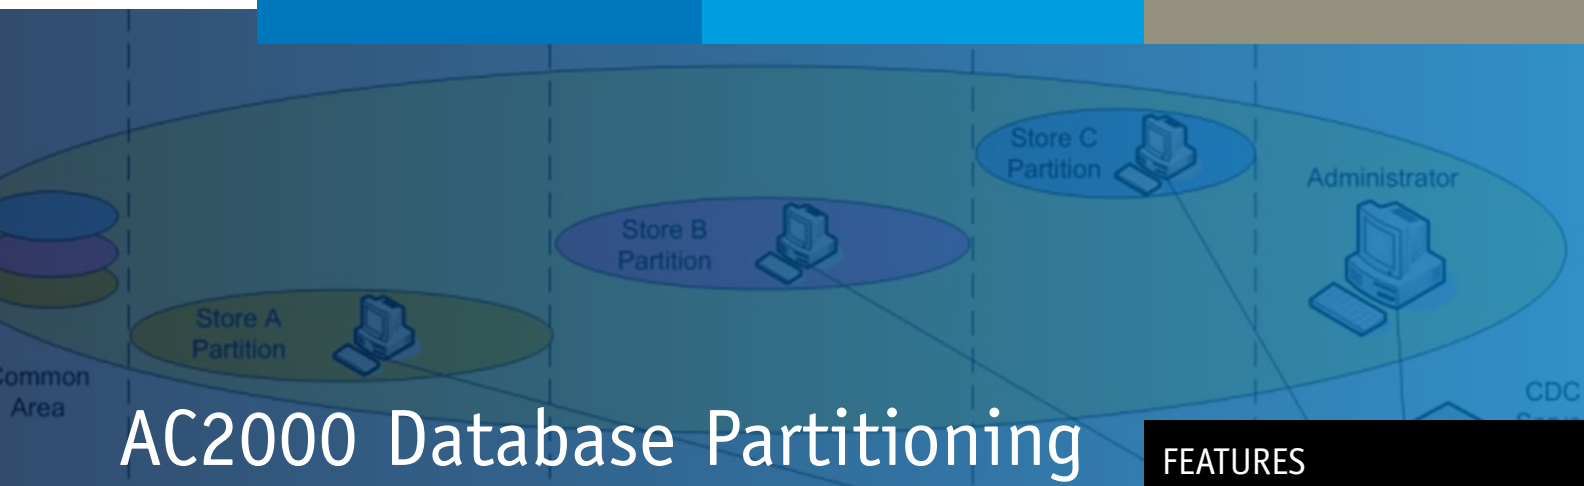 Store C
Partition
Administrator
Store B
Partition
Store A
Partition
Common
Area
CDC
AC2000 Database Partitioning
FEATURES